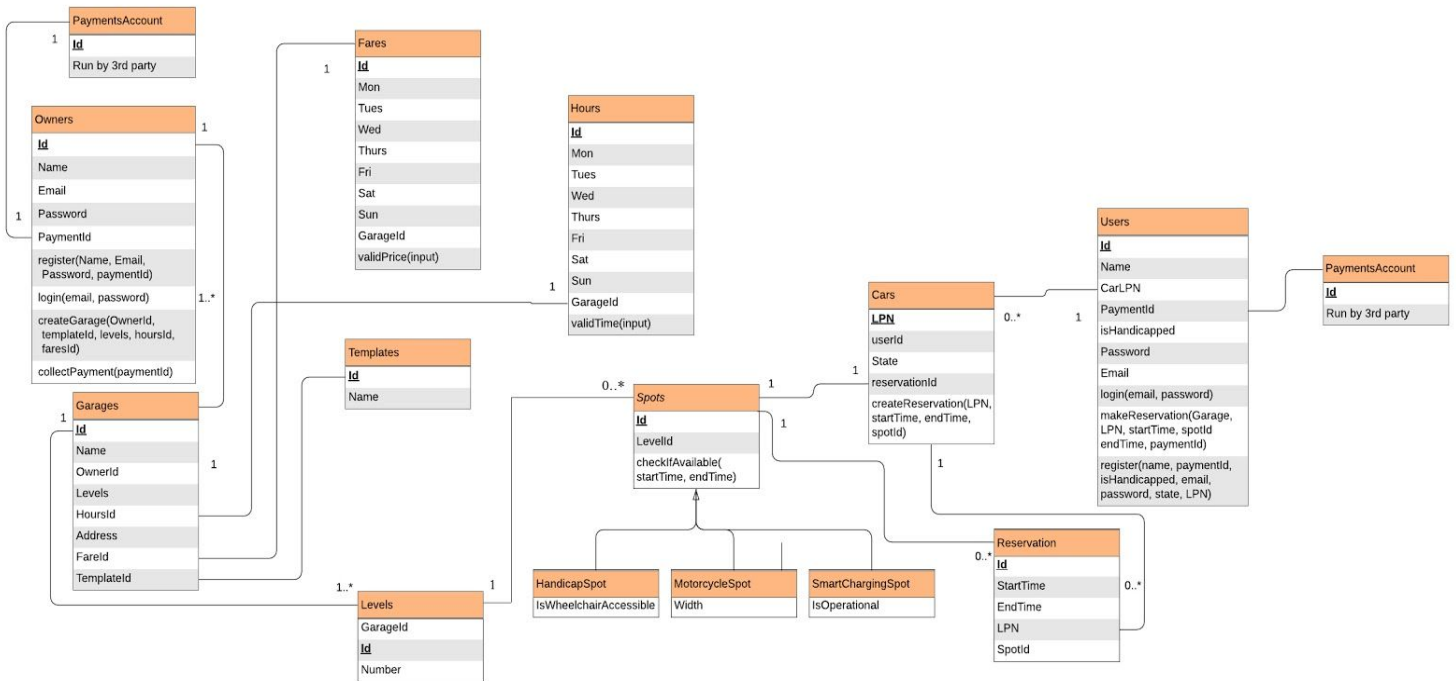 PaymentsAccount
Id
Run by 3rd party
1
1
Owners
Id
Name
Email
Password
PaymentId
register(Name, Email,
Password, paymentId)
login(email, password)
createGarage(OwnerId,
templateId, levels, hoursId,
faresId)
collectPayment(paymentId)
1
1..*
Garages
Id
Name
OwnerId
Levels
HoursId
Address
FareId
TemplateId
1
1
Fares
Id
Mon
Tues
Wed
Thurs
Fri
Sat
Sun
GarageId
validPrice(input)
1
Hours
Id
Mon
Tues
Wed
Thurs
Fri
Sat
Sun
GarageId
validTime(input)
1
Templates
Id
Name
1..*
Levels
GarageId
Id
Number
1
0..*
Spots
Id
LevelId
checkIfAvailable(
startTime, endTime)
1
1
HandicapSpot
IsWheelchairAccessible
MotorcycleSpot
Width
SmartChargingSpot
IsOperational
Cars
LPN
userId
State
reservationId
createReservation(LPN,
startTime, endTime,
spotId)
1
0..*
1
1
Users
Id
Name
CarLPN
PaymentId
isHandicapped
Password
Email
login(email, password)
makeReservation(Garage,
LPN, startTime, spotId
endTime, paymentId)
register(name, paymentId,
isHandicapped, email,
password, state, LPN)
PaymentsAccount
Id
Run by 3rd party
Reservation
Id
StartTime
EndTime
LPN
SpotId
0..*
0..*